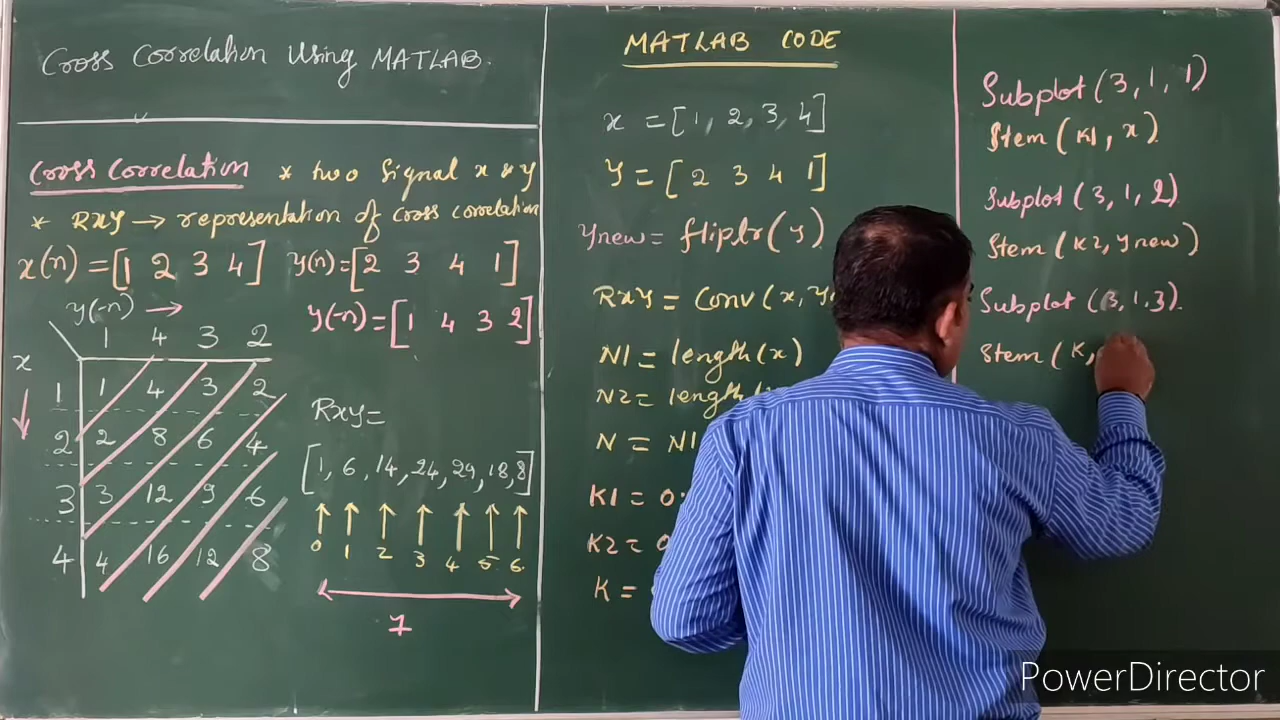 Cross Correlation Using MATLAB.
Cross Correlation * two Signal x & y
* Rxy → representation of cross correlation
x(n) = [1 2 3 4] y(n) = [2 3 4 1]
y(-n) → y(-n) = [1 4 3 2]
x 1 4 3 2
1 1 4 3 2
2 2 8 6 4
3 3 12 9 6
4 4 16 12 8
Rxy =
[1, 6, 14, 24, 29, 18, 8]
0 1 2 3 4 5 6
7
MATLAB CODE
x = [1, 2, 3, 4]
y = [2 3 4 1]
ynew = fliplr(y)
Rxy = Conv(x,
N1 = length(x)
N2 = length
N = N1
K1 = 0
K2 = 0
K =
Subplot (3, 1, 1)
Stem (K1, x)
Subplot (3, 1, 2)
Stem (K2, ynew)
Subplot (3, 1, 3).
Stem (K,
PowerDirector